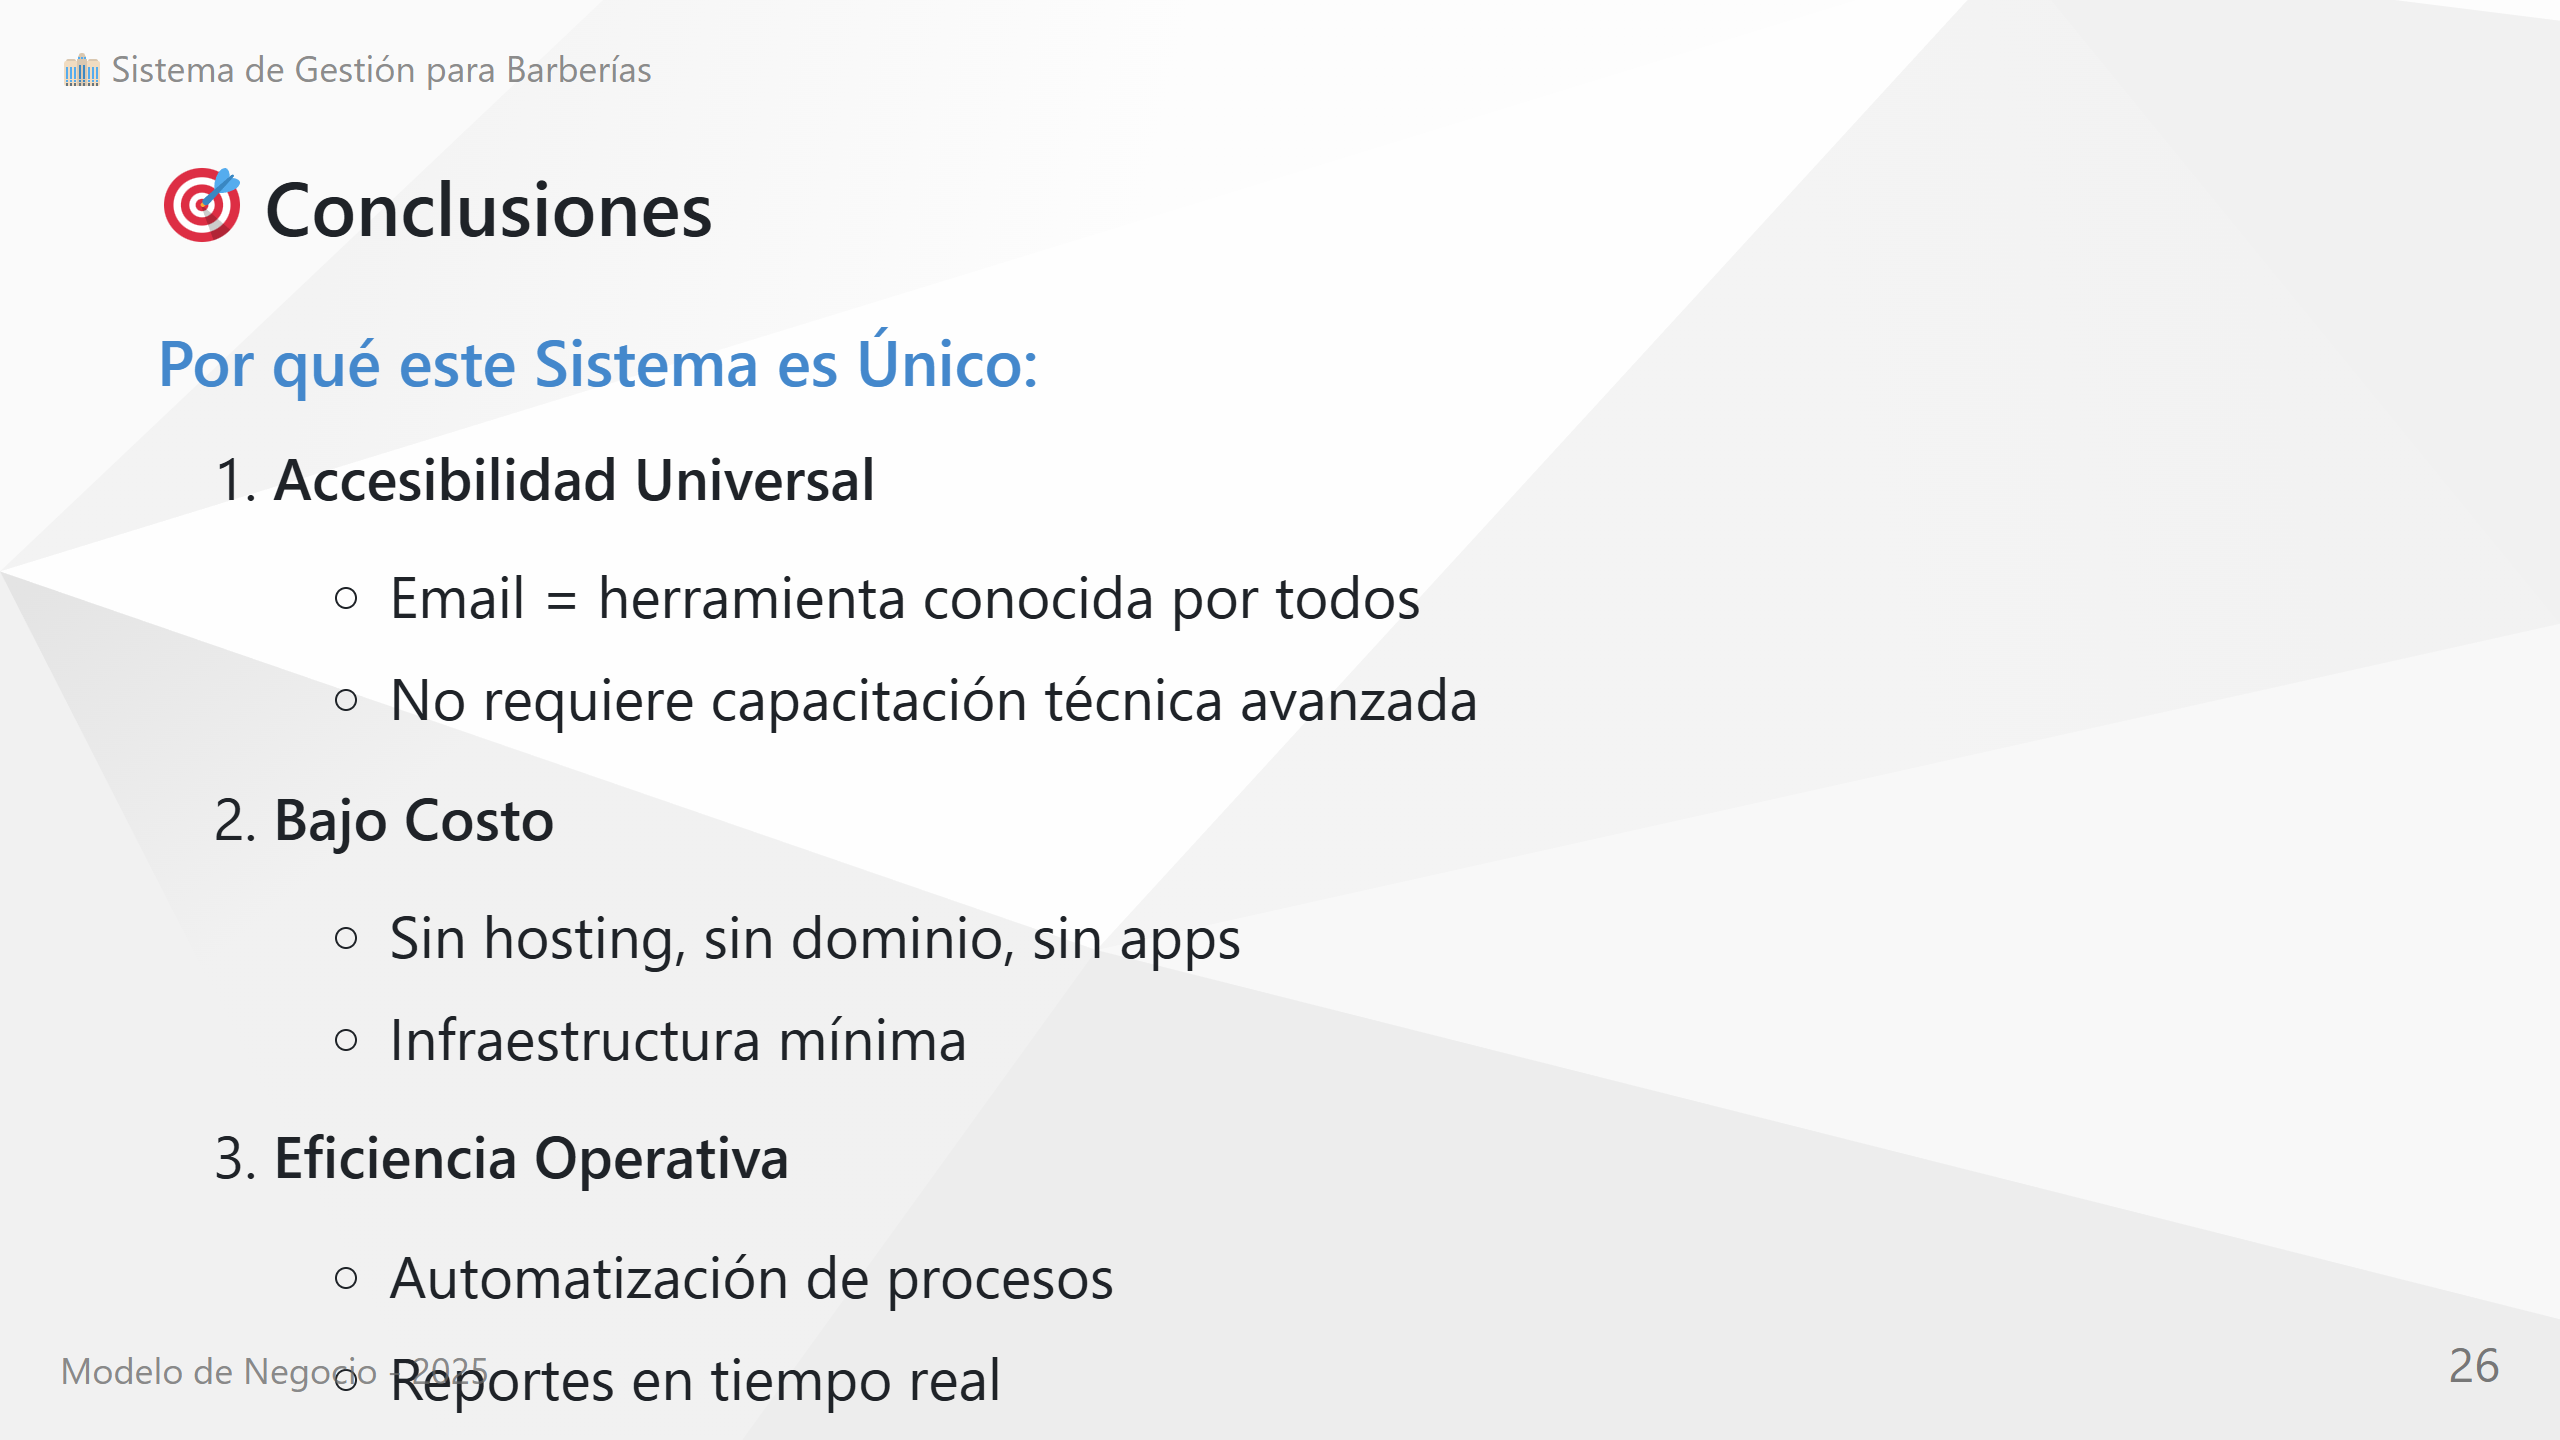 Sistema de Gestión para Barberías
Conclusiones
Por qué este Sistema es Único:
1. Accesibilidad Universal
Email = herramienta conocida por todos
No requiere capacitación técnica avanzada
2. Bajo Costo
Sin hosting, sin dominio, sin apps
Infraestructura mínima
3. Eficiencia Operativa
Automatización de procesos
Reportes en tiempo real
Modelo de Negocio - 2025
26